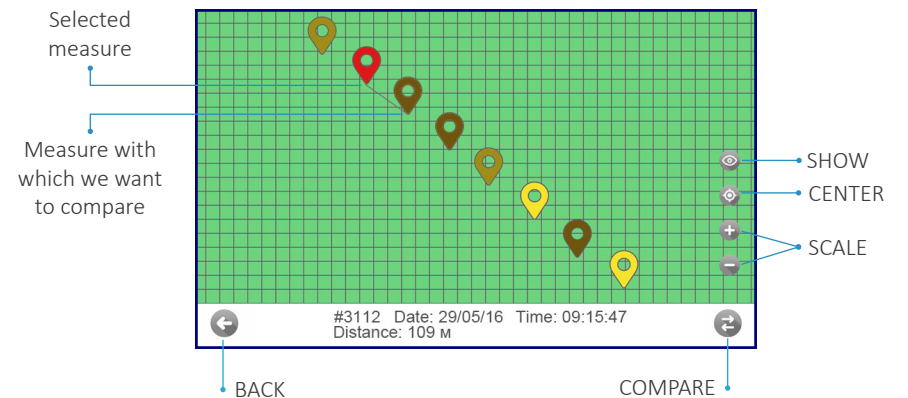 Selected
measure
Measure with
which we want
to compare
SHOW
CENTER
SCALE
#3112 Date: 29/05/16 Time: 09:15:47
Distance: 109 м
BACK
COMPARE